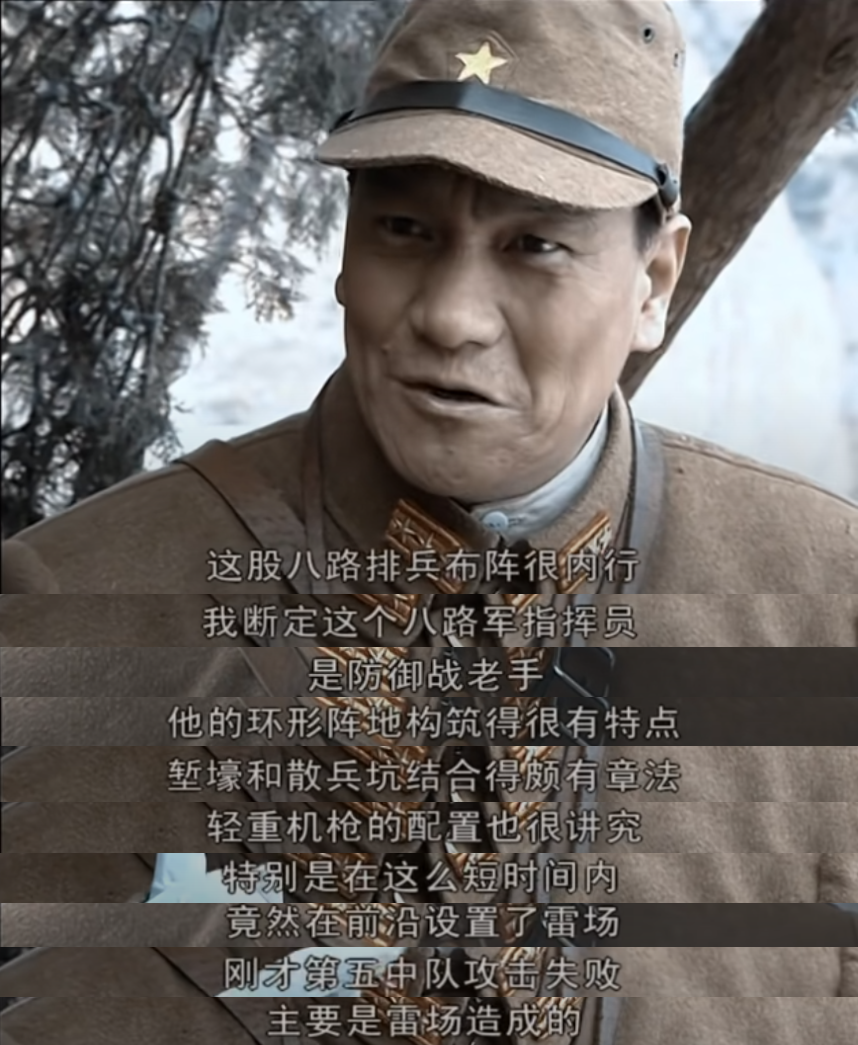 这股八路排兵布阵很内行
我断定这个八路军指挥员
是防御战老手
他的环形阵地构筑得很有特点
堑壕和散兵坑结合得颇有章法
轻重机枪的配置也很讲究
特别是在这么短时间内
竟然在前沿设置了雷场
刚才第五中队攻击失败
主要是雷场造成的